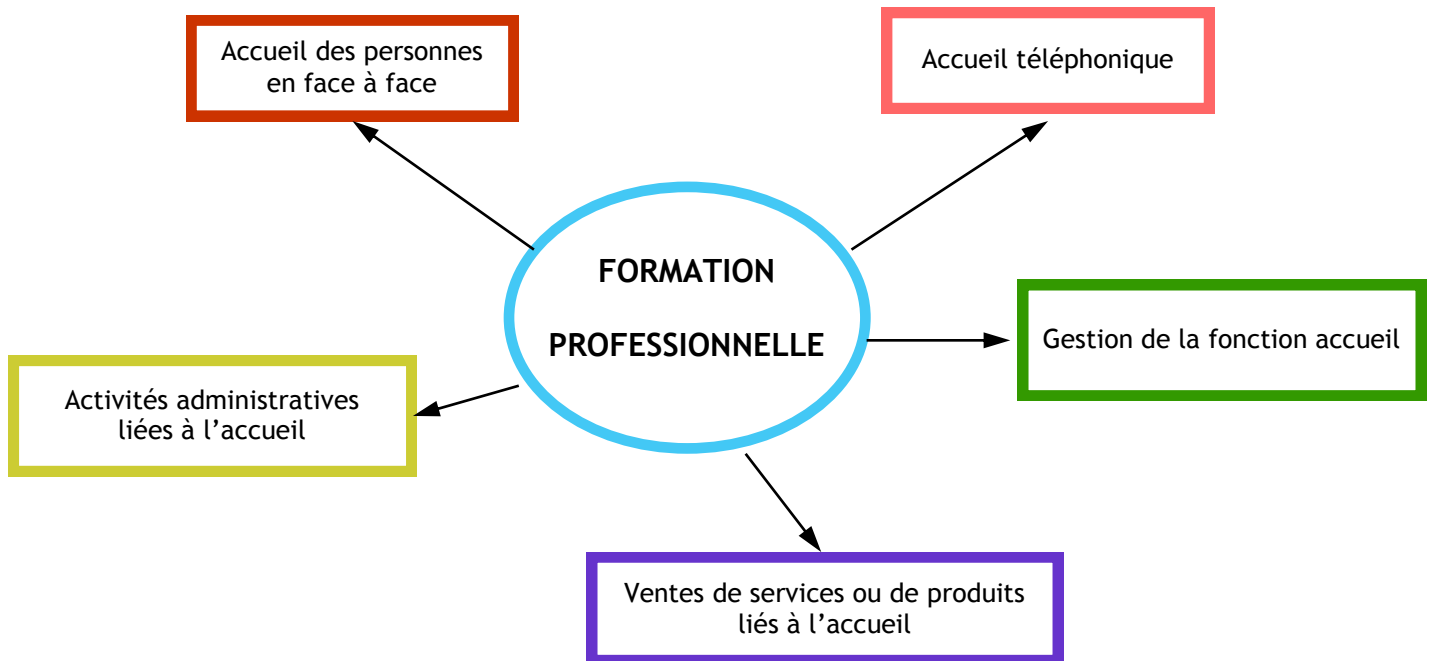 Accueil des personnes
en face à face
Accueil téléphonique
FORMATION
PROFESSIONNELLE
Gestion de la fonction accueil
Activités administratives
liées à l’accueil
Ventes de services ou de produits
liés à l’accueil